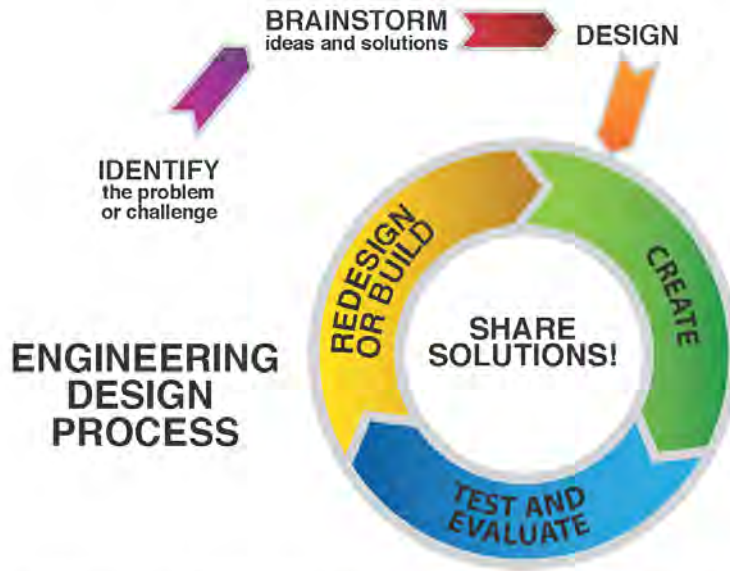 BRAINSTORM
ideas and solutions
DESIGN
IDENTIFY
the problem
or challenge
REDESIGN
OR BUILD
CREATE
SHARE
SOLUTIONS!
ENGINEERING
DESIGN
PROCESS
TEST AND
EVALUATE